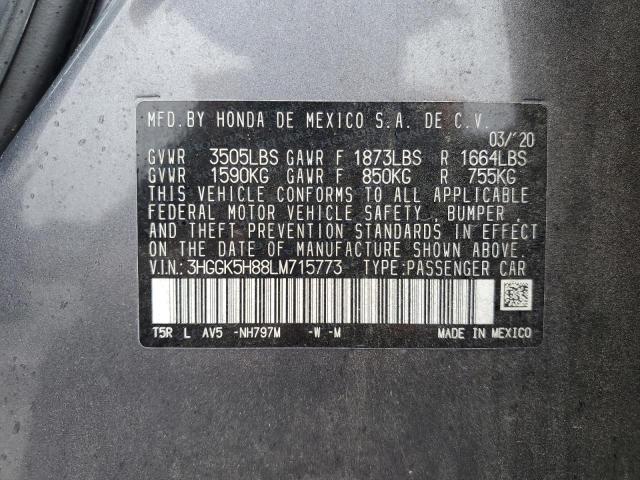 MFD. BY HONDA DE MEXICO S.A. DE C.V.
03/'20
GVWR 3505LBS GAWR F 1873LBS R 1664LBS
GVWR 1590KG GAWR F 850KG R 755KG
THIS VEHICLE CONFORMS TO ALL APPLICABLE
FEDERAL MOTOR VEHICLE SAFETY, BUMPER,
AND THEFT PREVENTION STANDARDS IN EFFECT
ON THE DATE OF MANUFACTURE SHOWN ABOVE.
V.I.N.: 3HGGK5H88LM715773 TYPE: PASSENGER CAR
T5R L AV5 -NH797M -W -M MADE IN MEXICO